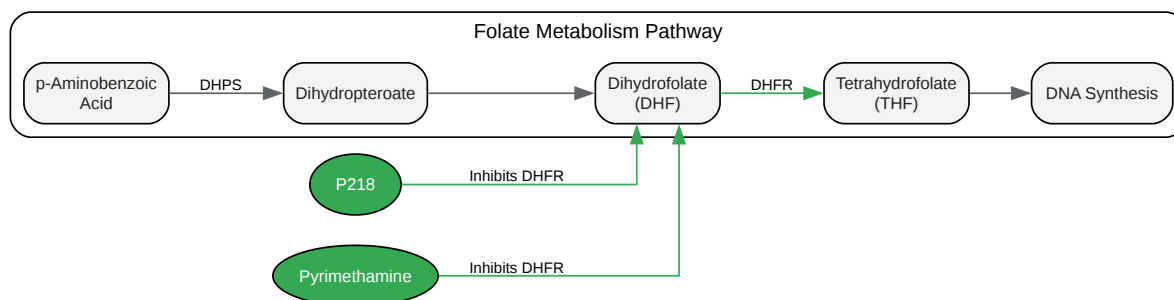 Folate Metabolism Pathway
p-Aminobenzoic
Acid
DHPS
Dihydropteroate
Dihydrofolate
(DHF)
DHFR
Tetrahydrofolate
(THF)
DNA Synthesis
P218
Inhibits DHFR
Pyrimethamine
Inhibits DHFR